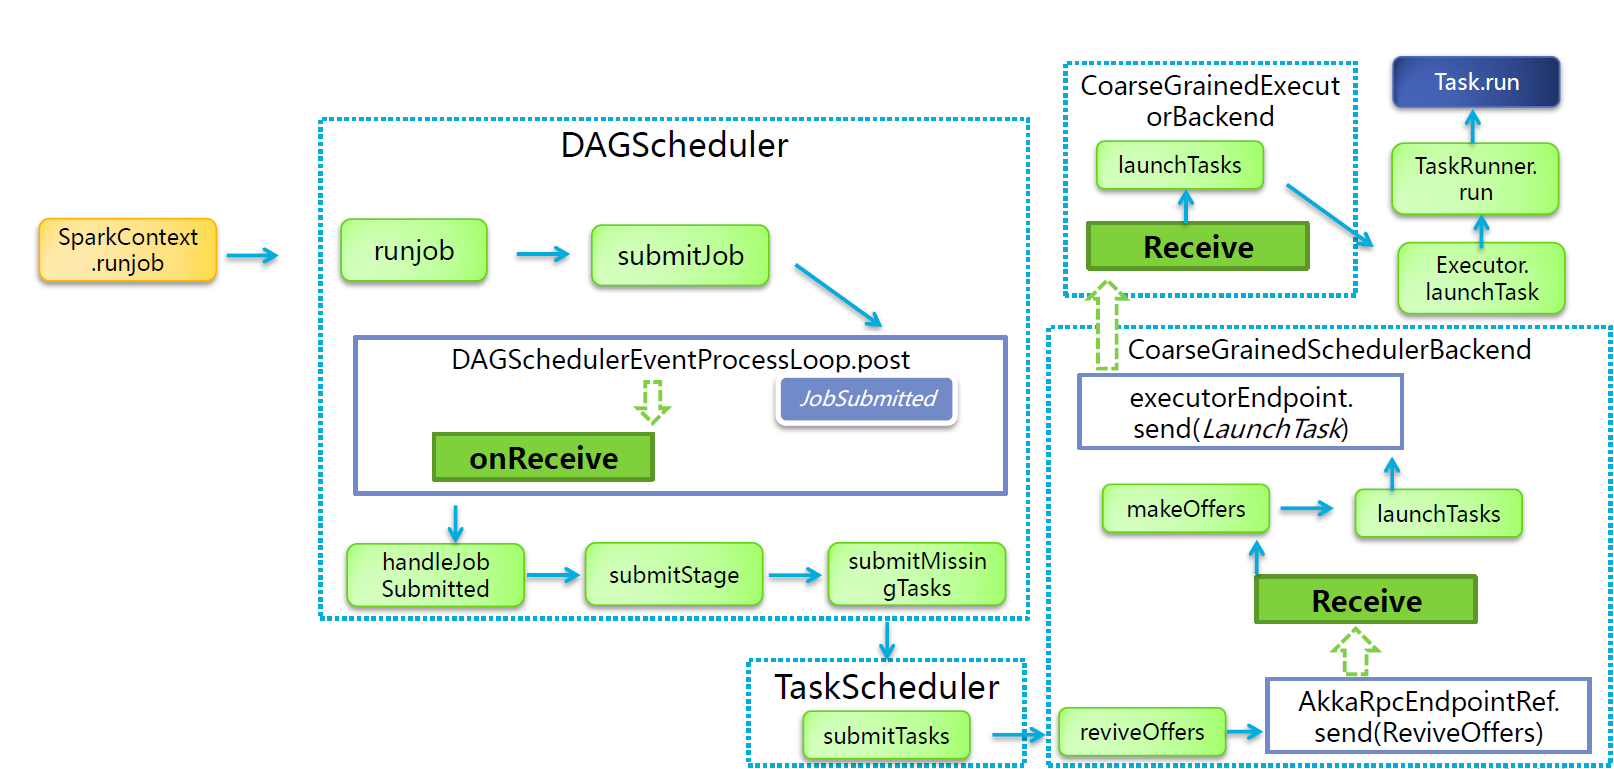 SparkContext
.runjob
DAGScheduler
runjob
submitJob
DAGSchedulerEventProcessLoop.post
JobSubmitted
onReceive
handleJob
Submitted
submitStage
submitMissin
gTasks
TaskScheduler
submitTasks
CoarseGrainedSchedulerBackend
reviveOffers
AkkaRpcEndpointRef.
send(ReviveOffers)
Receive
makeOffers
launchTasks
executorEndpoint.
send(LaunchTask)
CoarseGrainedExecut
orBackend
launchTasks
Receive
Executor.
launchTask
TaskRunner.
run
Task.run